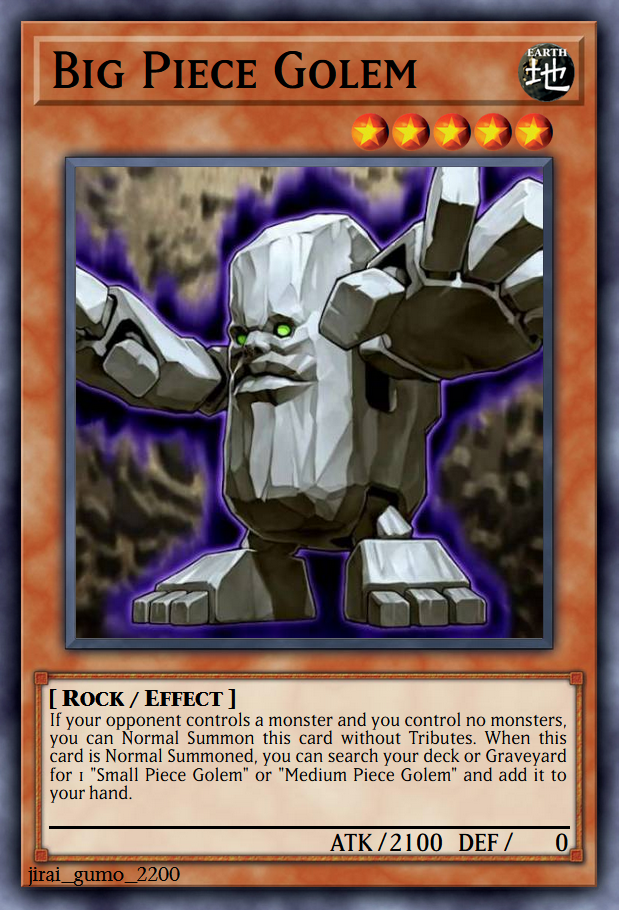 Big Piece Golem
EARTH
地
[ Rock / Effect ]
If your opponent controls a monster and you control no monsters,
you can Normal Summon this card without Tributes. When this
card is Normal Summoned, you can search your deck or Graveyard
for 1 "Small Piece Golem" or "Medium Piece Golem" and add it to
your hand.
ATK / 2100 DEF / 0
jirai_gumo_2200